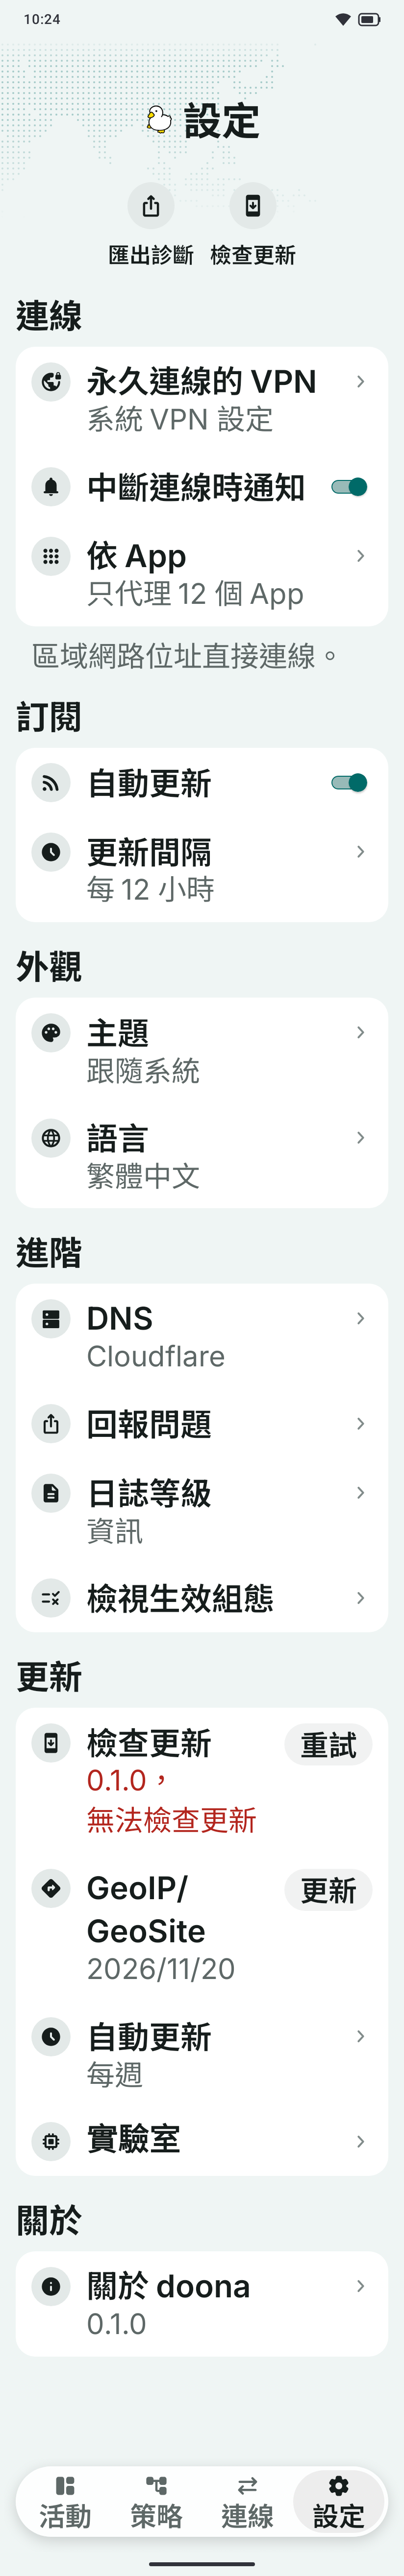 10:24
設定
匯出診斷
檢查更新
連線
永久連線的 VPN
系統 VPN 設定
中斷連線時通知
依 App
只代理 12 個 App
區域網路位址直接連線。
訂閱
自動更新
更新間隔
每 12 小時
外觀
主題
跟隨系統
語言
繁體中文
進階
DNS
Cloudflare
回報問題
日誌等級
資訊
檢視生效組態
更新
檢查更新
重試
0.1.0，
無法檢查更新
GeoIP/
更新
GeoSite
2026/11/20
自動更新
每週
實驗室
關於
關於 doona
0.1.0
活動
策略
連線
設定